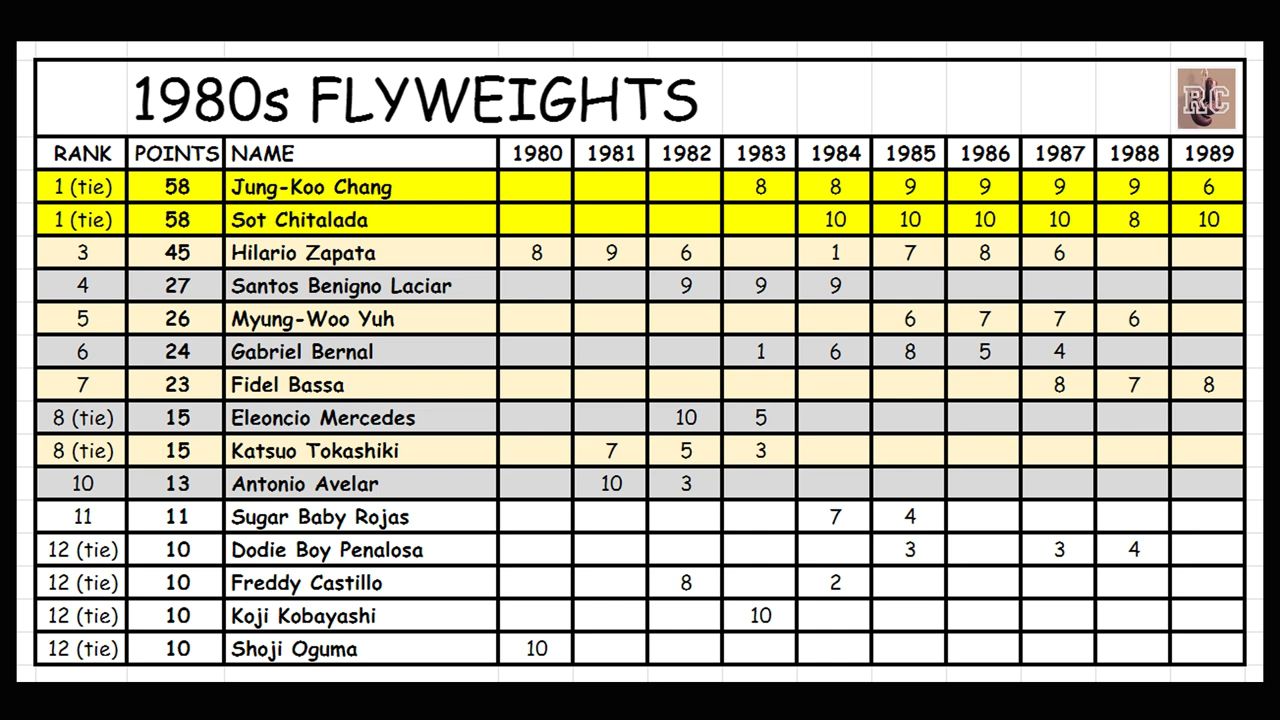 1980s FLYWEIGHTS
RC
RANK POINTS NAME 1980 1981 1982 1983 1984 1985 1986 1987 1988 1989
1 (tie) 58 Jung-Koo Chang 8 8 9 9 9 9 6
1 (tie) 58 Sot Chitalada 10 10 10 10 8 10
3 45 Hilario Zapata 8 9 6 1 7 8 6
4 27 Santos Benigno Laciar 9 9 9
5 26 Myung-Woo Yuh 6 7 7 6
6 24 Gabriel Bernal 1 6 8 5 4
7 23 Fidel Bassa 8 7 8
8 (tie) 15 Eleoncio Mercedes 10 5
8 (tie) 15 Katsuo Tokashiki 7 5 3
10 13 Antonio Avelar 10 3
11 11 Sugar Baby Rojas 7 4
12 (tie) 10 Dodie Boy Penalosa 3 3 4
12 (tie) 10 Freddy Castillo 8 2
12 (tie) 10 Koji Kobayashi 10
12 (tie) 10 Shoji Oguma 10